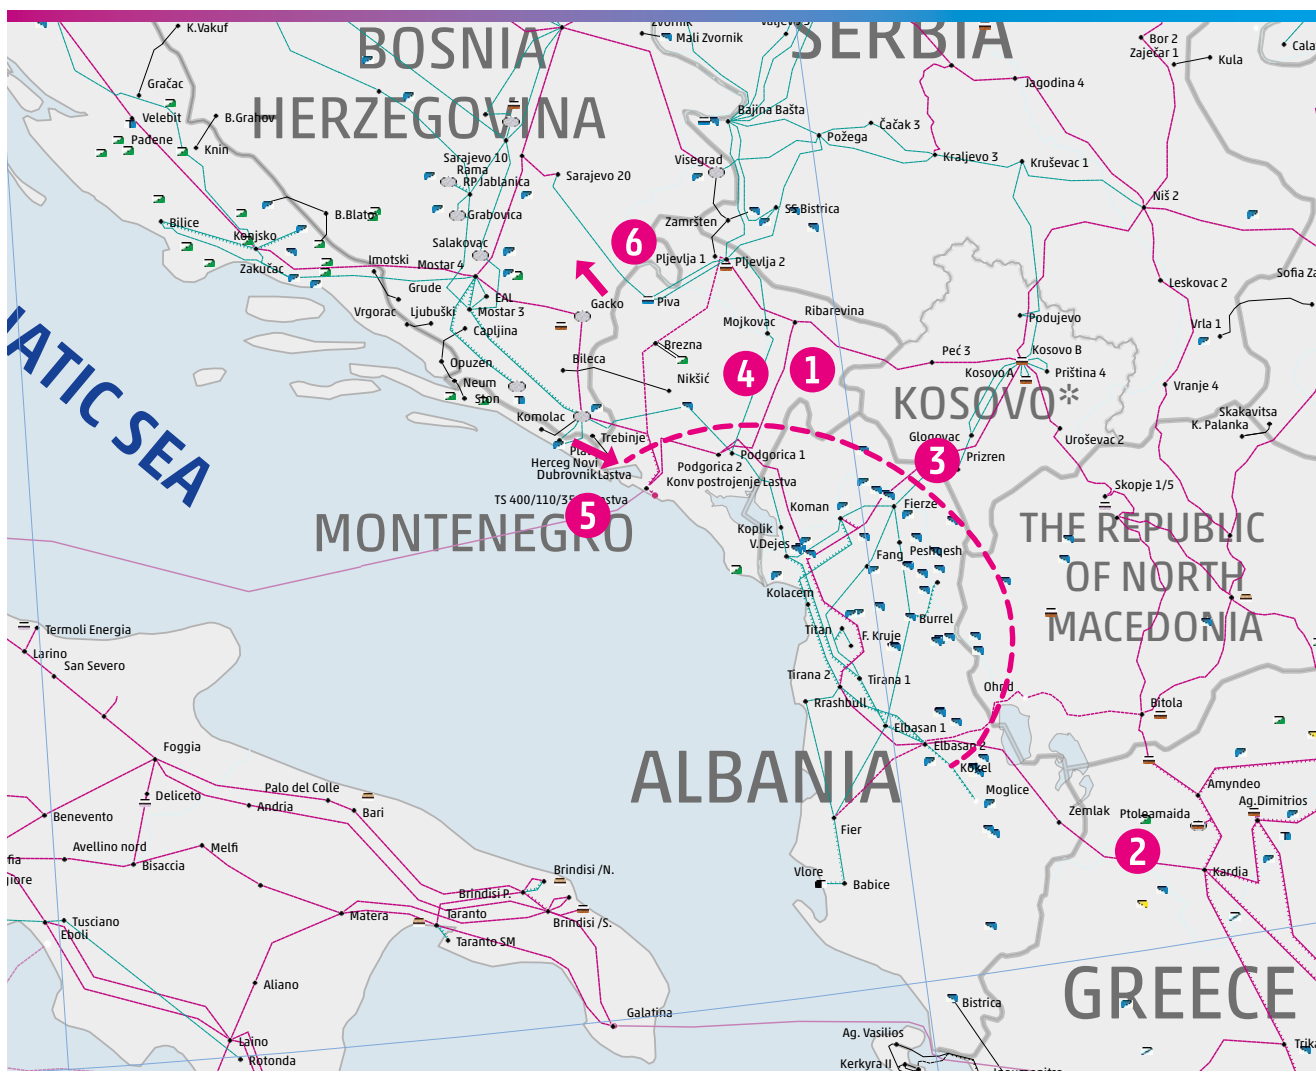 K.Vakuf
BOSNIA
Mali Zvornik
SERBIA
Bor 2
Zaječar 1
Kula
Gračac
Jagodina 4
Velebit
B.Grahov
HERZEGOVINA
Bajina Bašta
Čačak 3
Padene
Požega
Knin
Sarajevo 10
Visegrad
Kraljevo 3
Kruševac 1
Rama
RP Jablanica
Sarajevo 20
Niš 2
B.Blato
Grabovica
Zamršten
SS Bistrica
Bilice
Konjsko
Salakovac
6
Zakučac
Imotski
Mostar 4
Pljevlja 1
Pljevlja 2
Grude
Leskovac 2
EAL
Gacko
Piva
Ribarevina
Vrgorac
Ljubuški
Mostar 3
Mojkovac
Podujevo
Vrla 1
Capljina
Brezna
Peć 3
Kosovo B
Opuzen
Bileca
4
1
Kosovo A
Priština 4
Neum
Nikšić
KOSOVO*
Vranje 4
Ston
Komolac
Skakavitsa
K. Palanka
ATIC SEA
Trebinje
Glogovac
Uroševac 2
Herceg Novi
Podgorica 1
3
Prizren
Dubrovnik
Lastva
Podgorica 2
Konv postrojenje Lastva
Skopje 1/5
5
Koman
Fierze
MONTENEGRO
Koplik
THE REPUBLIC
V.Dejes
Fang
Peshqesh
OF NORTH
Kolacem
MACEDONIA
Termoli Energia
Titan
F. Kruje
Burrel
Larino
San Severo
Tirana 2
Tirana 1
Ohrid
Rrashbull
Bitola
Elbasan 1
Foggia
ALBANIA
Elbasan 2
Kokel
Palo del Colle
Moglice
Amyndeo
Deliceto
Andria
Bari
Zemlak
Ptoleamaida
Ag.Dimitrios
Benevento
Fier
Avellino nord
Melfi
2
Bisaccia
Vlore
Kardia
Brindisi /N.
Babice
Brindisi P.
Matera
Taranto
Brindisi /S.
Tusciano
Eboli
Taranto SM
Aliano
GREECE
Bistrica
Galatina
Laino
Ag. Vasilios
Rotonda
Kerkyra II